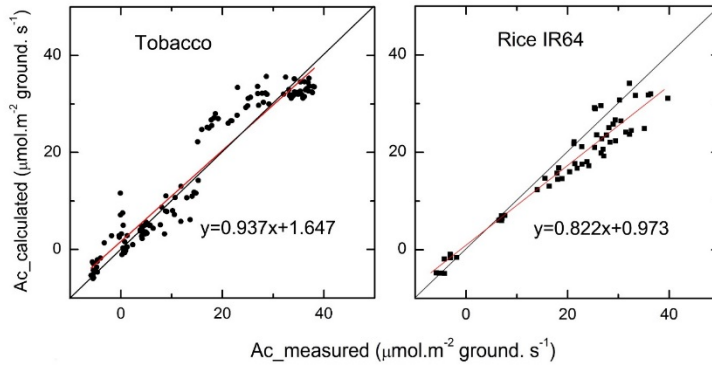 Tobacco
Rice IR64
40
20
0
40
20
0
y=0.937x+1.647
y=0.822x+0.973
0 20 40
0 20 40
Ac_calculated (μmol.m⁻² ground. s⁻¹)
Ac_measured (μmol.m⁻² ground. s⁻¹)